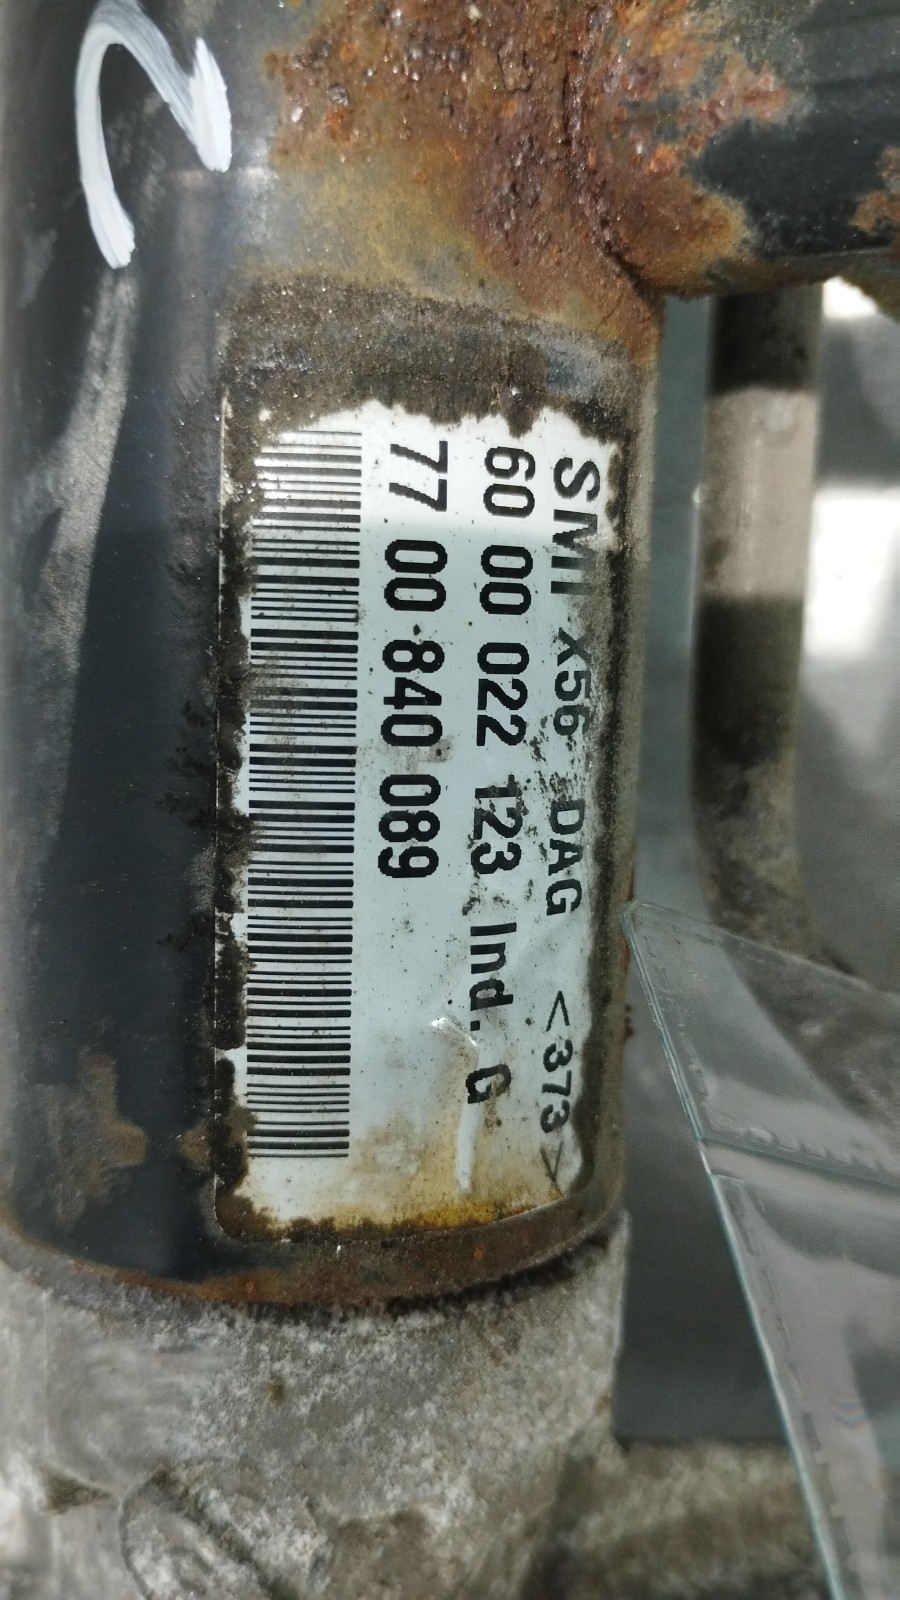 SMI X56 DAG <373>
60 00 022 123 Ind. G
77 00 840 089